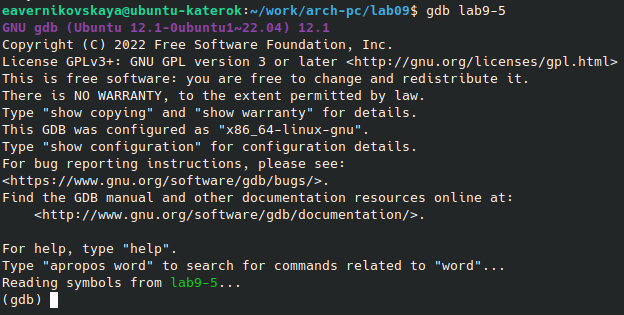 eavernikovskaya@ubuntu-katerok:~/work/arch-pc/lab09$ gdb lab9-5
GNU gdb (Ubuntu 12.1-0ubuntu1~22.04) 12.1
Copyright (C) 2022 Free Software Foundation, Inc.
License GPLv3+: GNU GPL version 3 or later <http://gnu.org/licenses/gpl.html>
This is free software: you are free to change and redistribute it.
There is NO WARRANTY, to the extent permitted by law.
Type "show copying" and "show warranty" for details.
This GDB was configured as "x86_64-linux-gnu".
Type "show configuration" for configuration details.
For bug reporting instructions, please see:
<https://www.gnu.org/software/gdb/bugs/>.
Find the GDB manual and other documentation resources online at:
    <http://www.gnu.org/software/gdb/documentation/>.

For help, type "help".
Type "apropos word" to search for commands related to "word"...
Reading symbols from lab9-5...
(gdb)